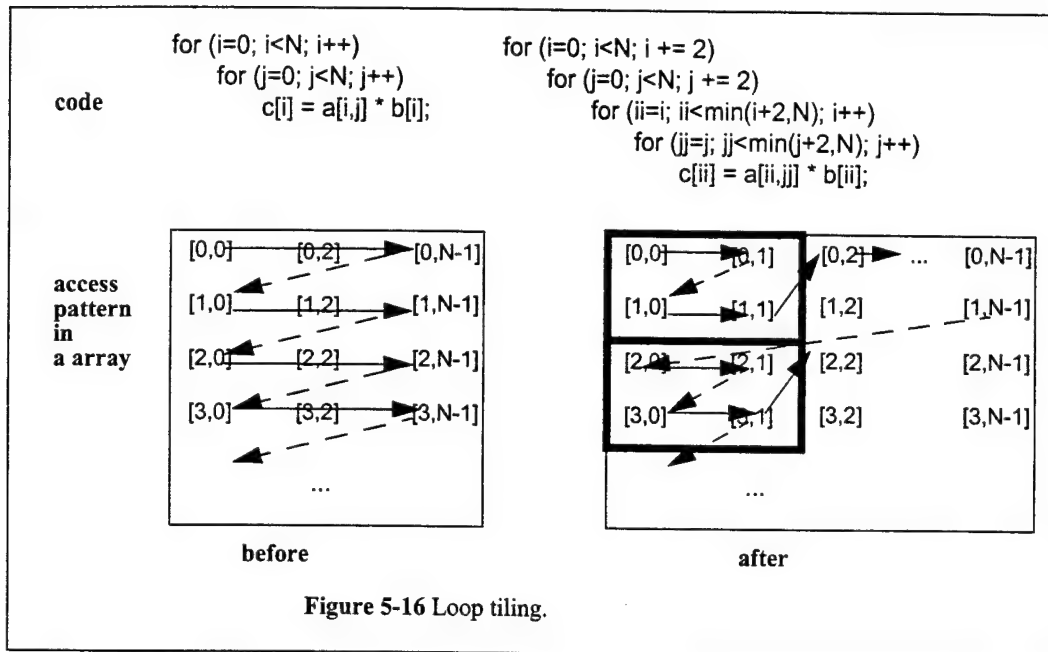 for (i=0; i<N; i++)
for (j=0; j<N; j++)
c[i] = a[i,j] * b[i];
for (i=0; i<N; i += 2)
for (j=0; j<N; j += 2)
for (ii=i; ii<min(i+2,N); i++)
for (jj=j; jj<min(j+2,N); j++)
c[ii] = a[ii,jj] * b[ii];
code
access
pattern
in
a array
[0,0] [0,2] [0,N-1]
[1,0] [1,2] [1,N-1]
[2,0] [2,2] [2,N-1]
[3,0] [3,2] [3,N-1]
...
before
[0,0] [0,1] [0,2] ... [0,N-1]
[1,0] [1,1] [1,2] [1,N-1]
[2,0] [2,1] [2,2] [2,N-1]
[3,0] [3,1] [3,2] [3,N-1]
...
after
Figure 5-16 Loop tiling.